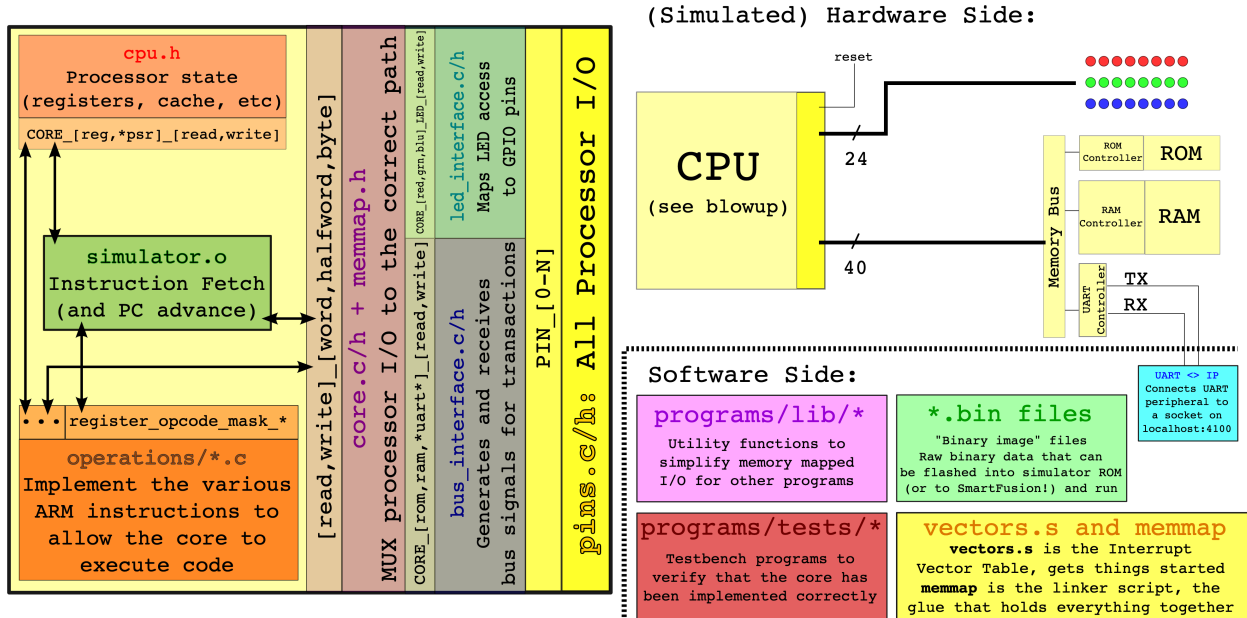 cpu.h
Processor state
(registers, cache, etc)
CORE_[reg,*psr]_[read,write]
simulator.o
Instruction Fetch
(and PC advance)
...
register_opcode_mask_*
operations/*.c
Implement the various
ARM instructions to
allow the core to
execute code
[read,write]_[word,halfword,byte]
core.c/h + memmap.h
MUX processor I/O to the correct path
CORE_[red,grn,blu]_LED_[read,write]
led_interface.c/h
Maps LED access
to GPIO pins
CORE_[rom,ram,*uart*]_[read,write]
bus_interface.c/h
Generates and receives
bus signals for transactions
PIN_[0-N]
pins.c/h: All Processor I/O
(Simulated) Hardware Side:
reset
CPU
(see blowup)
24
40
Memory Bus
ROM
Controller
ROM
RAM
Controller
RAM
UART
Controller
TX
RX
UART <> IP
Connects UART
peripheral to
a socket on
localhost:4100
Software Side:
programs/lib/*
Utility functions to
simplify memory mapped
I/O for other programs
*.bin files
"Binary image" files
Raw binary data that can
be flashed into simulator ROM
(or to SmartFusion!) and run
programs/tests/*
Testbench programs to
verify that the core has
been implemented correctly
vectors.s and memmap
vectors.s is the Interrupt
Vector Table, gets things started
memmap is the linker script, the
glue that holds everything together